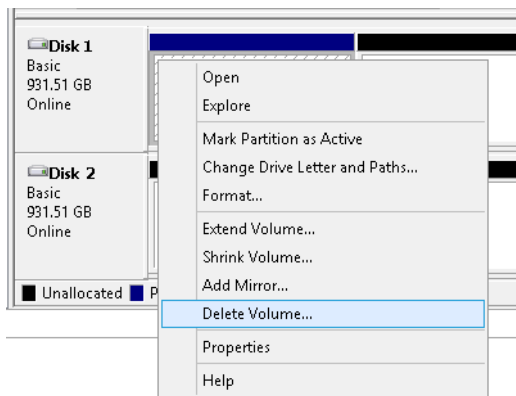 Disk 1
Basic
931.51 GB
Online
Open
Explore
Mark Partition as Active
Change Drive Letter and Paths...
Format...
Extend Volume...
Shrink Volume...
Add Mirror...
Delete Volume...
Properties
Help
Disk 2
Basic
931.51 GB
Online
Unallocated